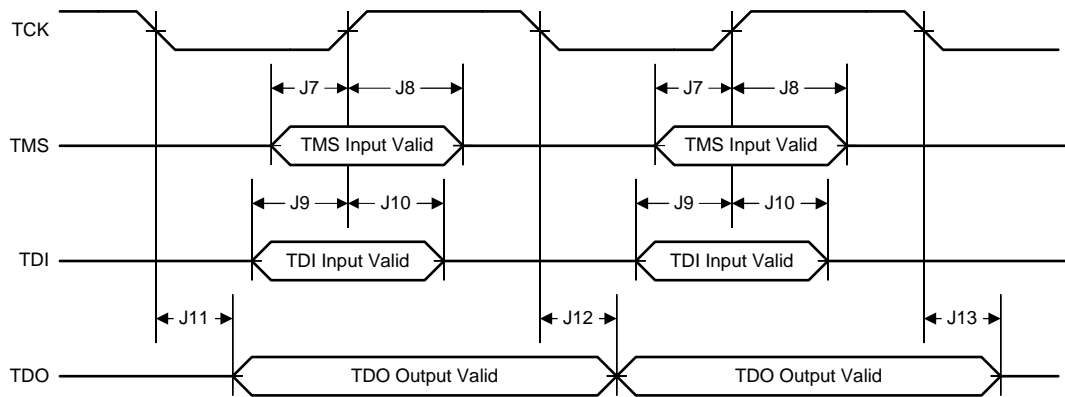 TCK
J7 J8 J7 J8
TMS TMS Input Valid TMS Input Valid
J9 J10 J9 J10
TDI TDI Input Valid TDI Input Valid
J11 J12 J13
TDO TDO Output Valid TDO Output Valid